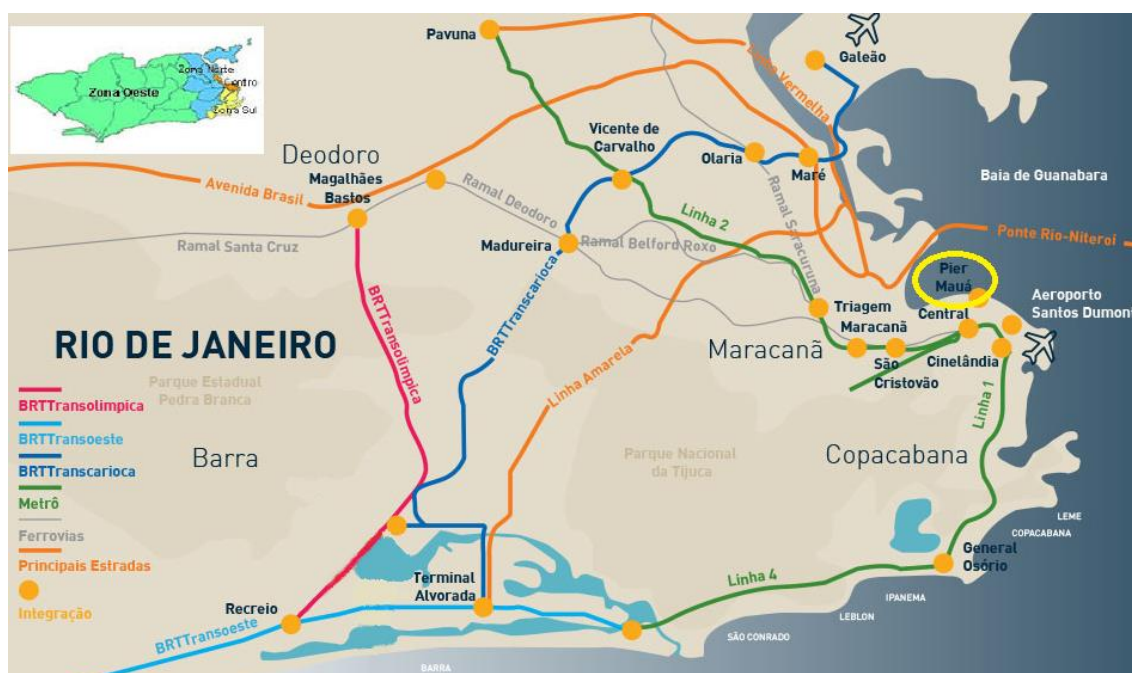 Zona Norte
Centro
Zona Oeste
Zona Sul
Pavuna
Galeão
Linha Vermelha
Vicente de
Carvalho
Olaria
Maré
Deodoro
Magalhães
Bastos
Avenida Brasil
Ramal Deodoro
Ramal Santa Cruz
Madureira
Ramal Belford Roxo
Linha 2
Ramal Saracuruna
Baia de Guanabara
Ponte Rio-Niteroí
Pier
Mauá
Aeroporto
Santos Dumont
Triagem
Central
Maracanã
Maracanã
São
Cristovão
Cinelândia
RIO DE JANEIRO
BRTTransolimpica
BRTTranscarioca
Linha Amarela
Linha 1
Parque Estadual
Pedra Branca
Parque Nacional
da Tijuca
Copacabana
Barra
BRTTransolimpica
BRTTransoeste
BRTTranscarioca
Metrô
Ferrovias
Principais Estradas
Integração
LEME
COPACABANA
General
Osório
Terminal
Alvorada
Linha 4
IPANEMA
LEBLON
Recreio
BRTTransoeste
SÃO CONRADO
BARRA